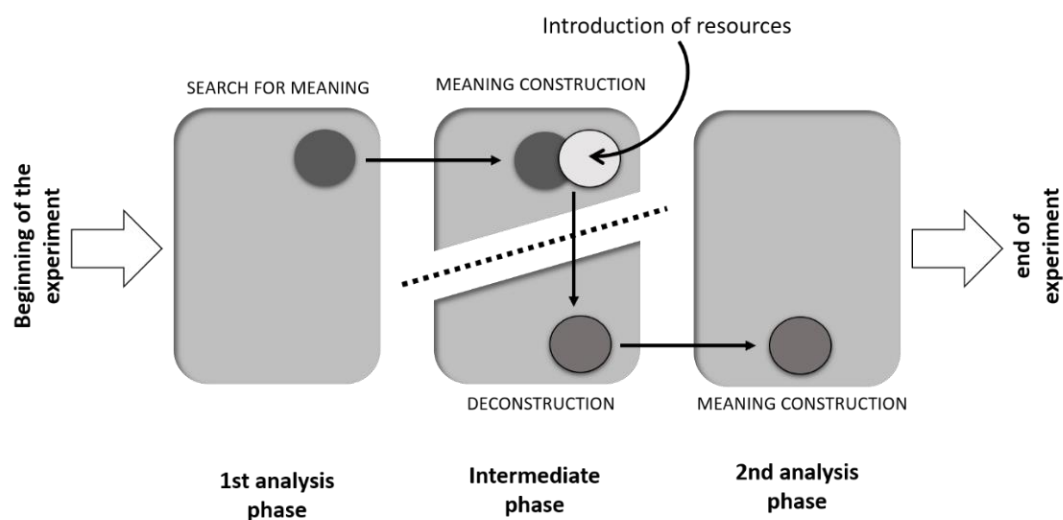 Introduction of resources
SEARCH FOR MEANING
MEANING CONSTRUCTION
Beginning of the
experiment
end of
experiment
DECONSTRUCTION
MEANING CONSTRUCTION
1st analysis
phase
Intermediate
phase
2nd analysis
phase